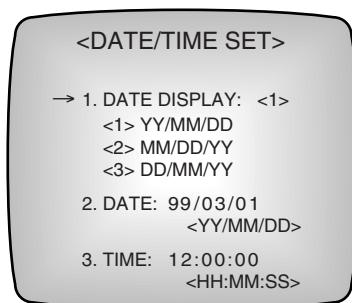 <DATE/TIME SET>
→ 1. DATE DISPLAY: <1>
<1> YY/MM/DD
<2> MM/DD/YY
<3> DD/MM/YY
2. DATE: 99/03/01
<YY/MM/DD>
3. TIME: 12:00:00
<HH:MM:SS>